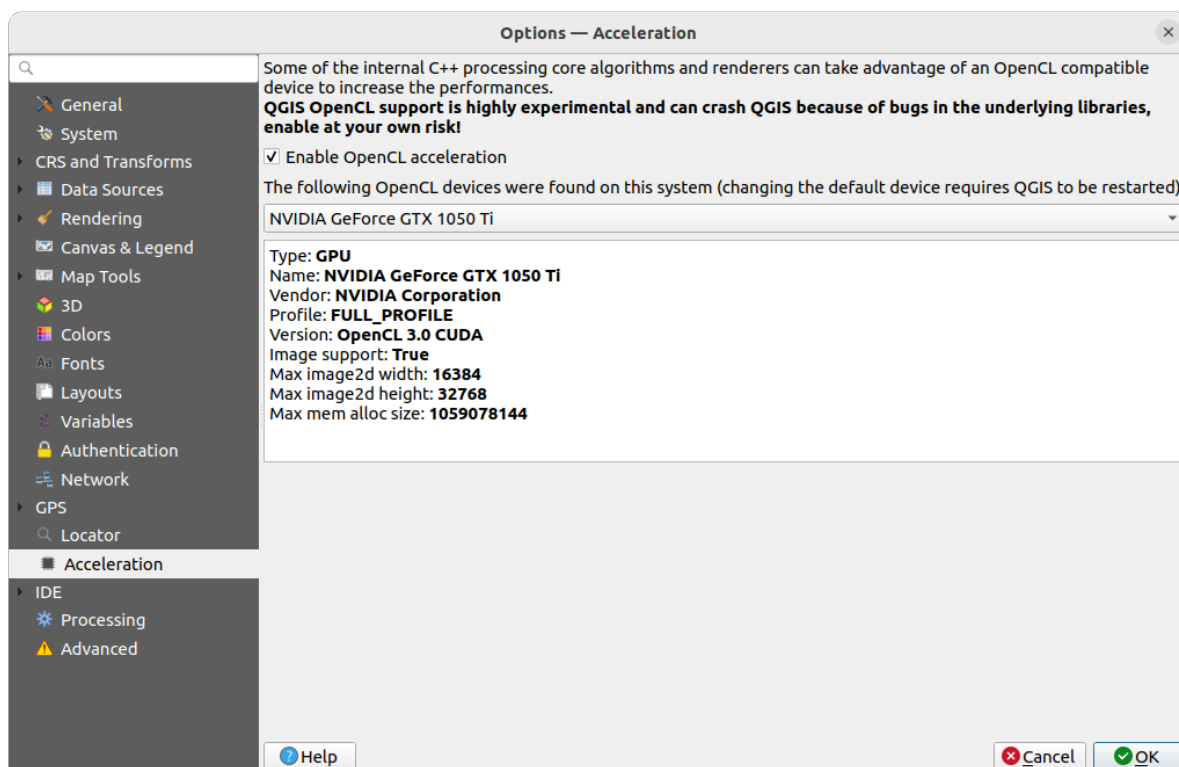 Options — Acceleration
General
System
CRS and Transforms
Data Sources
Rendering
Canvas & Legend
Map Tools
3D
Colors
Aa Fonts
Layouts
ε Variables
Authentication
Network
GPS
Locator
Acceleration
IDE
Processing
Advanced
Some of the internal C++ processing core algorithms and renderers can take advantage of an OpenCL compatible
device to increase the performances.
QGIS OpenCL support is highly experimental and can crash QGIS because of bugs in the underlying libraries,
enable at your own risk!
Enable OpenCL acceleration
The following OpenCL devices were found on this system (changing the default device requires QGIS to be restarted)
NVIDIA GeForce GTX 1050 Ti
Type: GPU
Name: NVIDIA GeForce GTX 1050 Ti
Vendor: NVIDIA Corporation
Profile: FULL_PROFILE
Version: OpenCL 3.0 CUDA
Image support: True
Max image2d width: 16384
Max image2d height: 32768
Max mem alloc size: 1059078144
Help
Cancel
OK